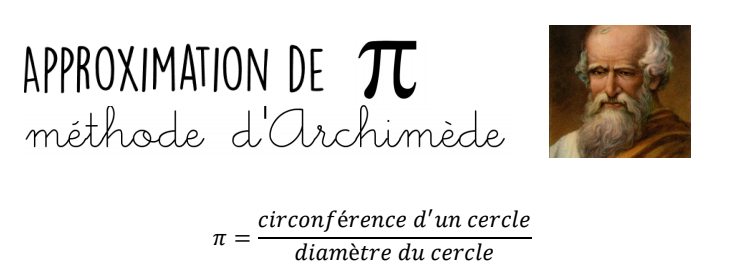 APPROXIMATION DE π
méthode d'Archimède
π = circonférence d'un cercle / diamètre du cercle